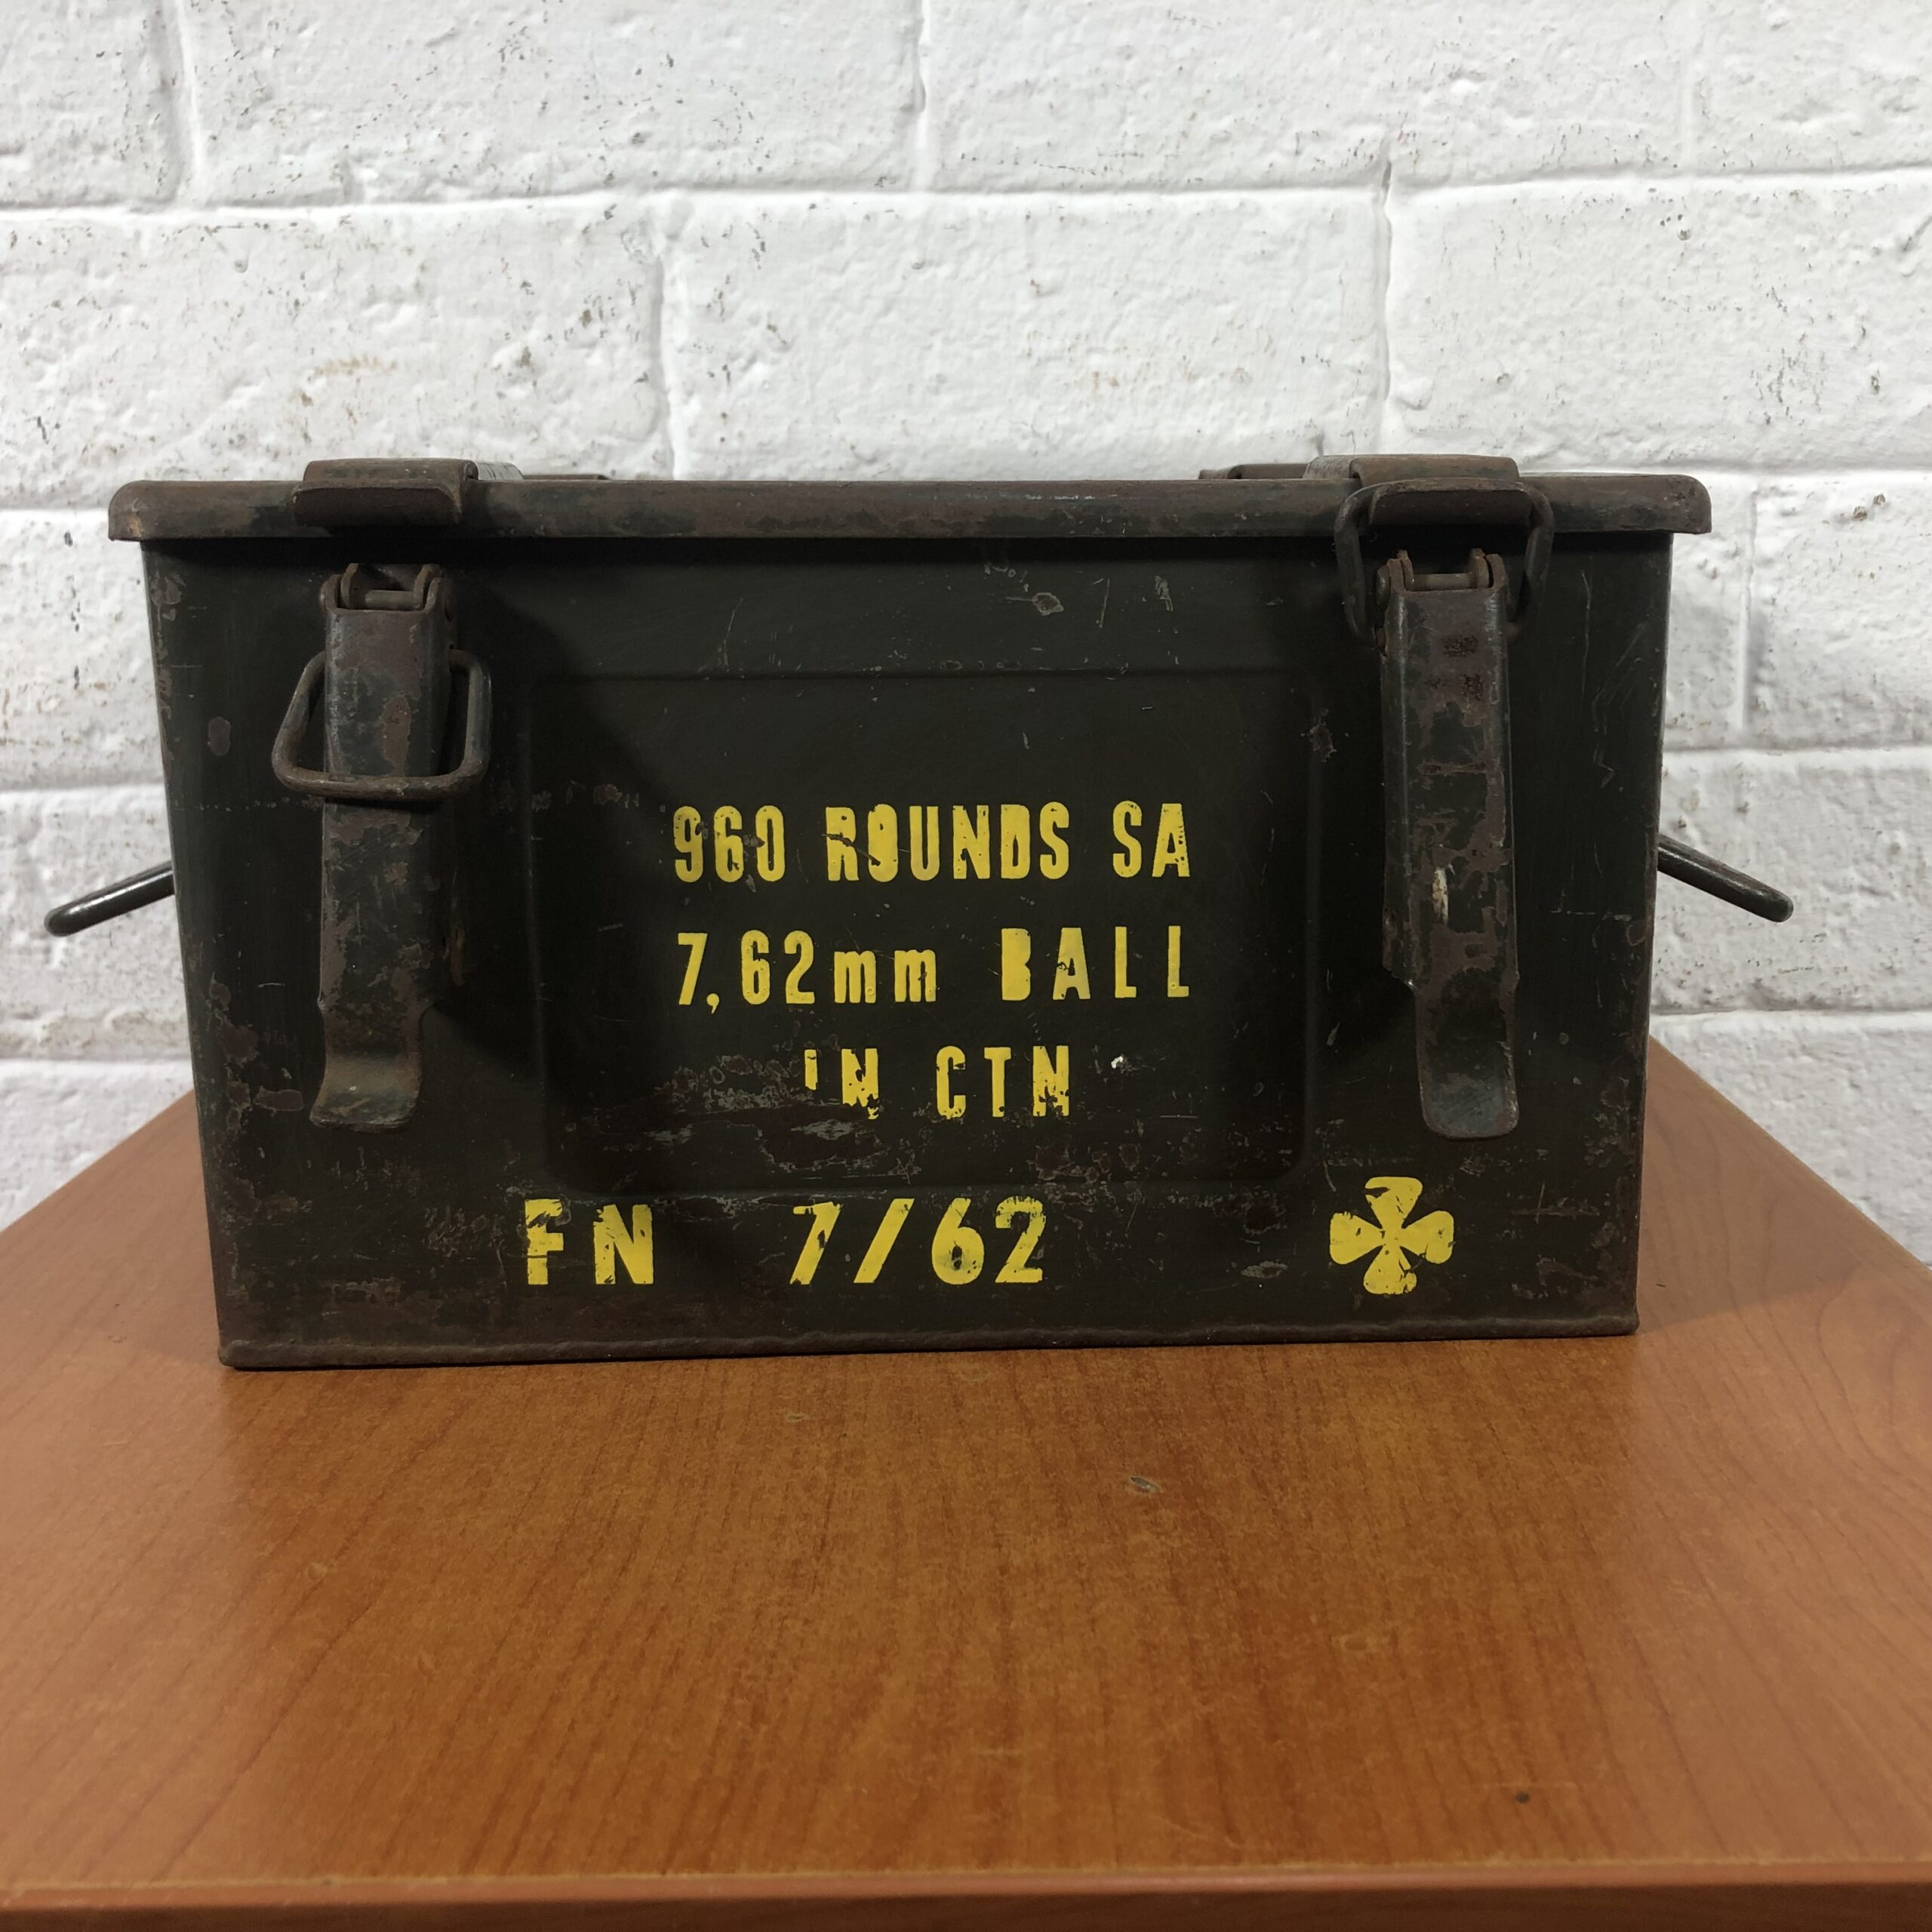 960 ROUNDS SA
7,62mm BALL
IN CTN
FN 7/62